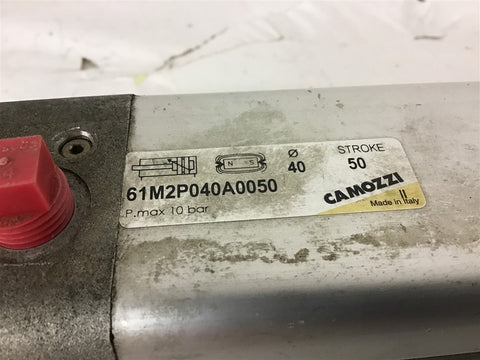 N S
Ø
40
STROKE
50
61M2P040A0050
P.max 10 bar
CAMOZZI
Made in Italy